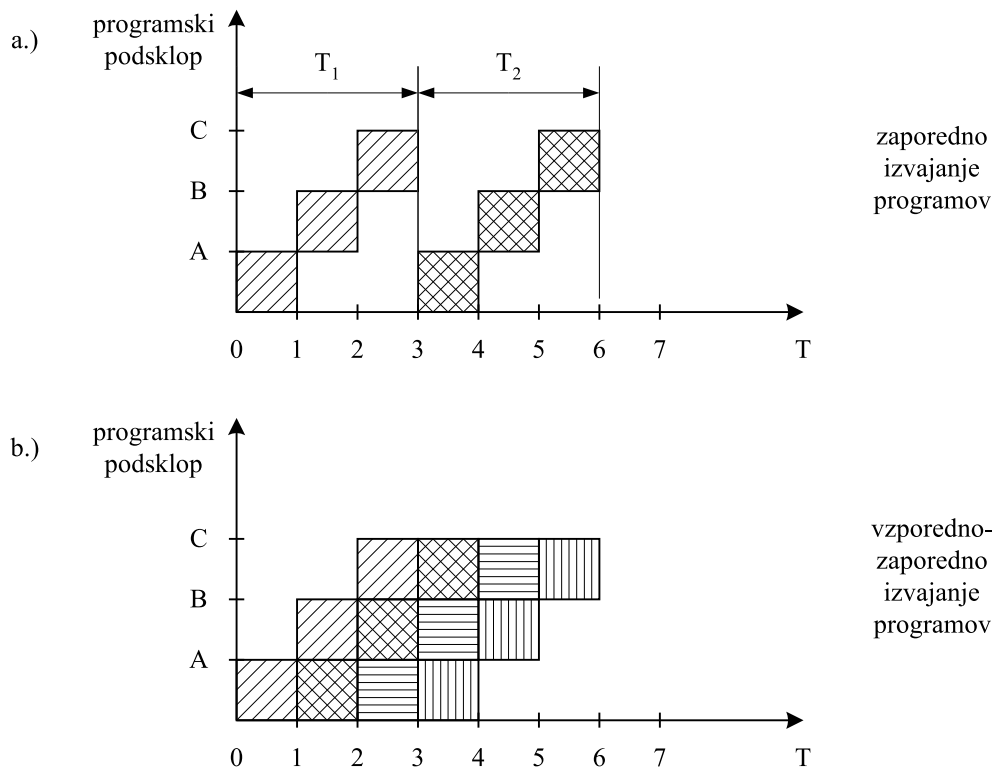 a.)
programski
podsklop
T1
T2
C
B
A
0 1 2 3 4 5 6 7 T
zaporedno
izvajanje
programov
b.)
programski
podsklop
C
B
A
0 1 2 3 4 5 6 7 T
vzporedno-
zaporedno
izvajanje
programov